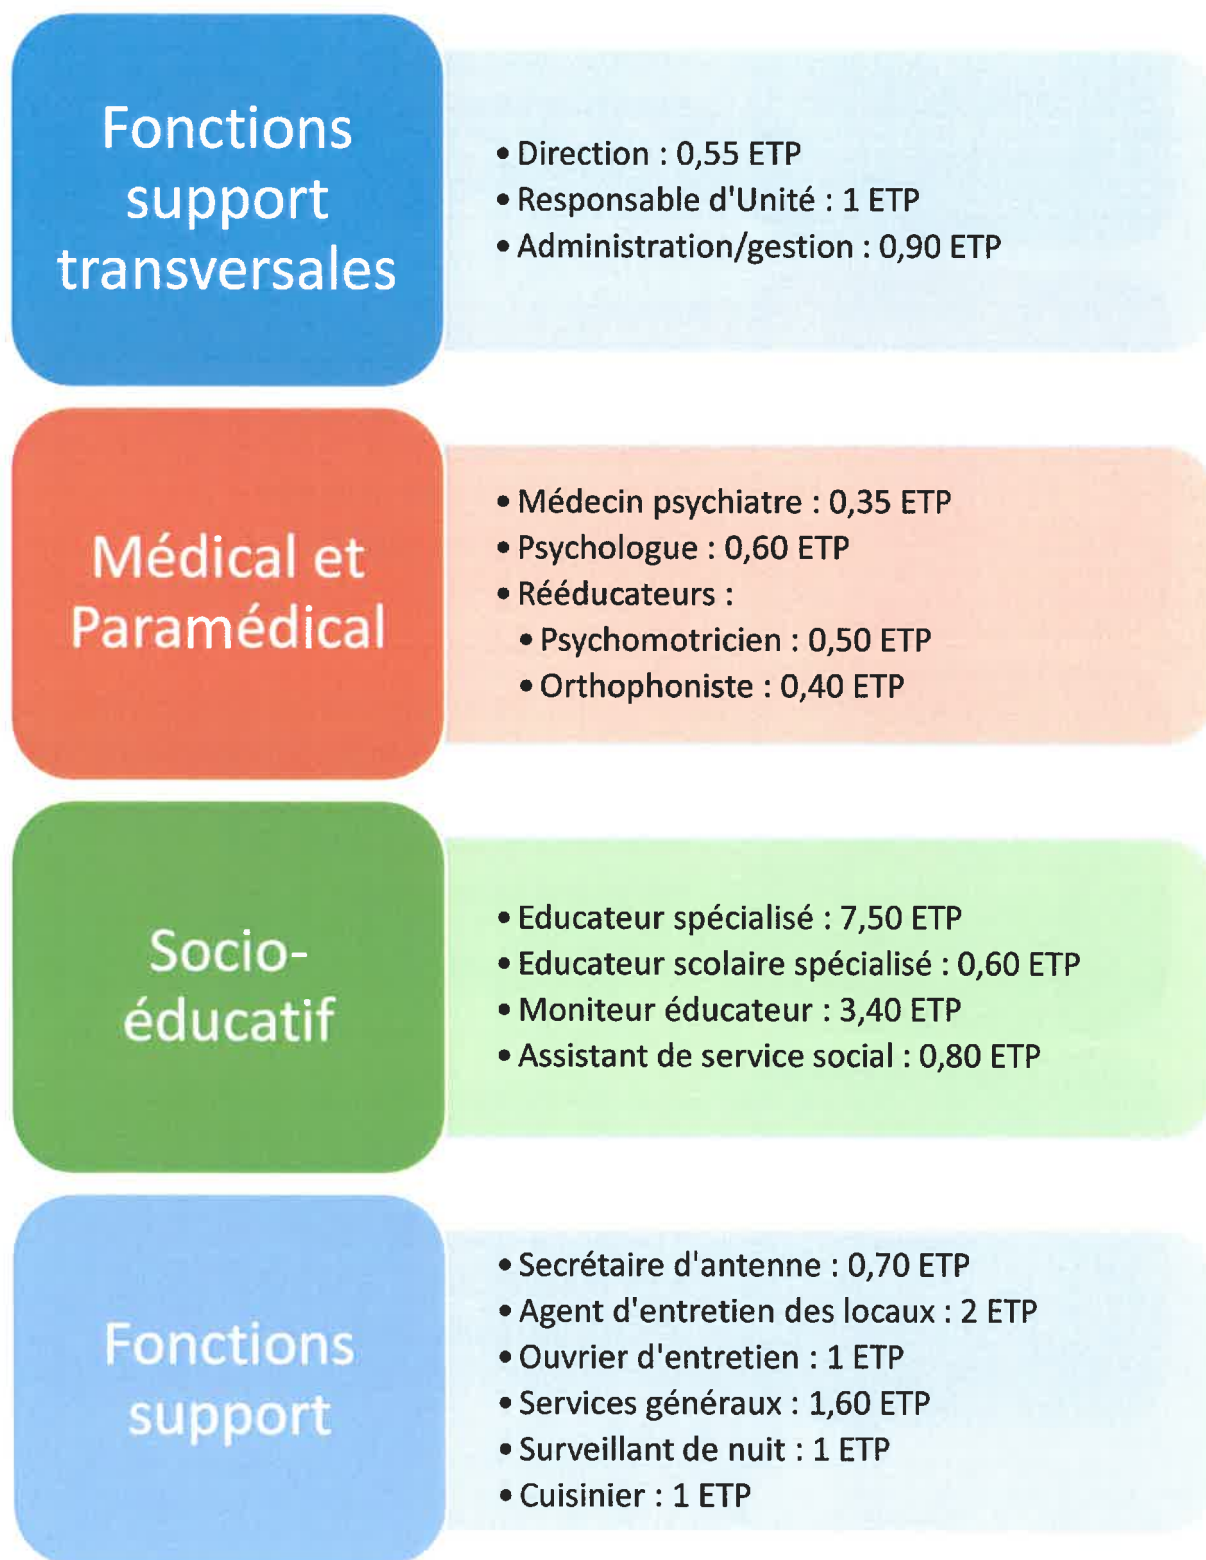 Fonctions
support
transversales
• Direction : 0,55 ETP
• Responsable d'Unité : 1 ETP
• Administration/gestion : 0,90 ETP
Médical et
Paramédical
• Médecin psychiatre : 0,35 ETP
• Psychologue : 0,60 ETP
• Rééducateurs :
• Psychomotricien : 0,50 ETP
• Orthophoniste : 0,40 ETP
Socio-
éducatif
• Educateur spécialisé : 7,50 ETP
• Educateur scolaire spécialisé : 0,60 ETP
• Moniteur éducateur : 3,40 ETP
• Assistant de service social : 0,80 ETP
Fonctions
support
• Secrétaire d'antenne : 0,70 ETP
• Agent d'entretien des locaux : 2 ETP
• Ouvrier d'entretien : 1 ETP
• Services généraux : 1,60 ETP
• Surveillant de nuit : 1 ETP
• Cuisinier : 1 ETP